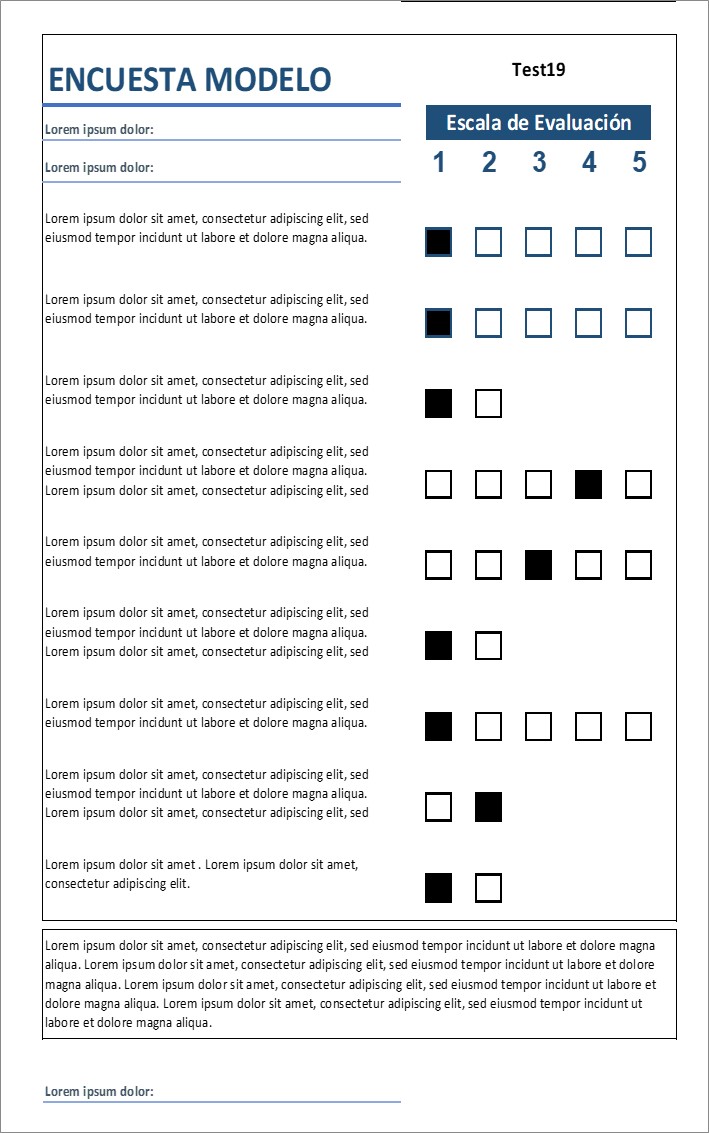 ENCUESTA MODELO
Test19
Lorem ipsum dolor:
Escala de Evaluación
Lorem ipsum dolor:
1 2 3 4 5
Lorem ipsum dolor sit amet, consectetur adipiscing elit, sed
eiusmod tempor incidunt ut labore et dolore magna aliqua.
Lorem ipsum dolor sit amet, consectetur adipiscing elit, sed
eiusmod tempor incidunt ut labore et dolore magna aliqua.
Lorem ipsum dolor sit amet, consectetur adipiscing elit, sed
eiusmod tempor incidunt ut labore et dolore magna aliqua.
Lorem ipsum dolor sit amet, consectetur adipiscing elit, sed
eiusmod tempor incidunt ut labore et dolore magna aliqua.
Lorem ipsum dolor sit amet, consectetur adipiscing elit, sed
Lorem ipsum dolor sit amet, consectetur adipiscing elit, sed
eiusmod tempor incidunt ut labore et dolore magna aliqua.
Lorem ipsum dolor sit amet, consectetur adipiscing elit, sed
eiusmod tempor incidunt ut labore et dolore magna aliqua.
Lorem ipsum dolor sit amet, consectetur adipiscing elit, sed
Lorem ipsum dolor sit amet, consectetur adipiscing elit, sed
eiusmod tempor incidunt ut labore et dolore magna aliqua.
Lorem ipsum dolor sit amet, consectetur adipiscing elit, sed
eiusmod tempor incidunt ut labore et dolore magna aliqua.
Lorem ipsum dolor sit amet, consectetur adipiscing elit, sed
Lorem ipsum dolor sit amet . Lorem ipsum dolor sit amet,
consectetur adipiscing elit.
Lorem ipsum dolor sit amet, consectetur adipiscing elit, sed eiusmod tempor incidunt ut labore et dolore magna
aliqua. Lorem ipsum dolor sit amet, consectetur adipiscing elit, sed eiusmod tempor incidunt ut labore et dolore
magna aliqua. Lorem ipsum dolor sit amet, consectetur adipiscing elit, sed eiusmod tempor incidunt ut labore et
dolore magna aliqua. Lorem ipsum dolor sit amet, consectetur adipiscing elit, sed eiusmod tempor incidunt ut
labore et dolore magna aliqua.
Lorem ipsum dolor: